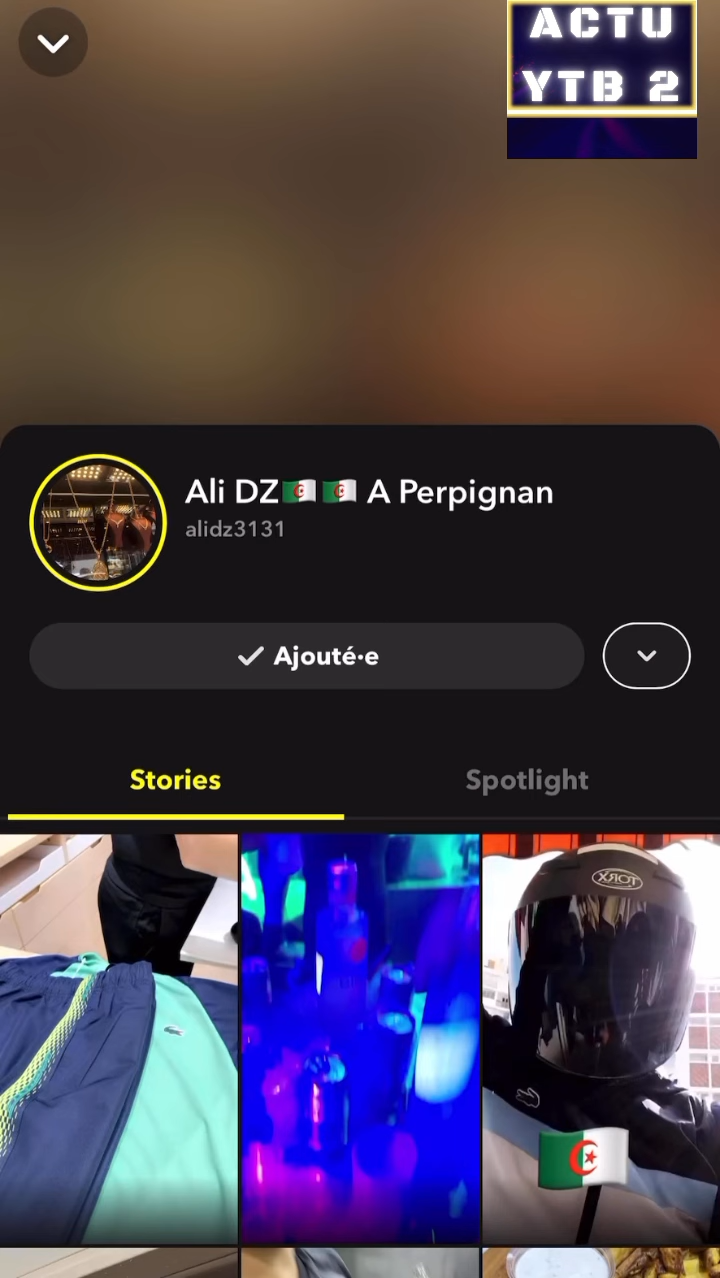 ACTU
YTB 2
Ali DZ🇩🇿🇩🇿 A Perpignan
alidz3131
Ajouté·e
Stories
Spotlight
TORX